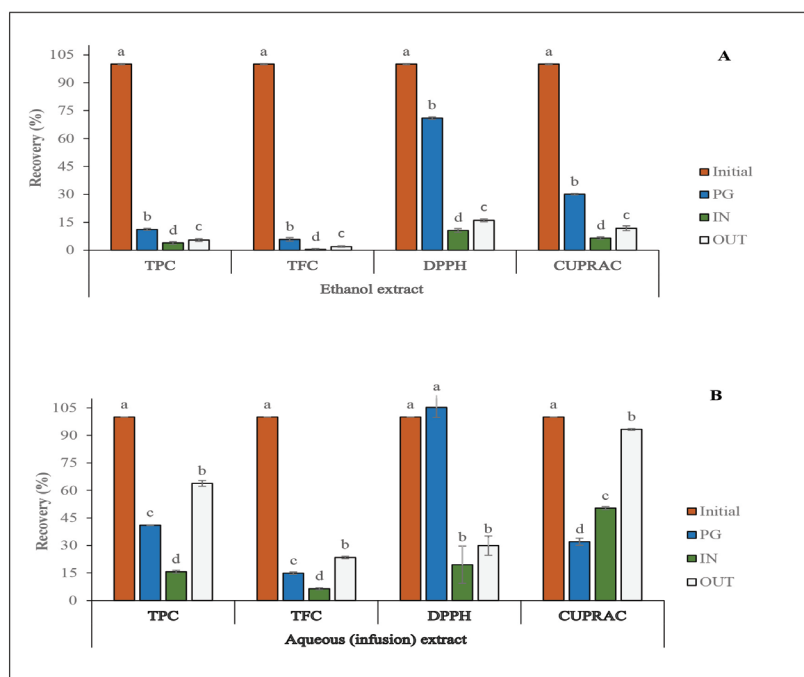 A
Recovery (%)
105
90
75
60
45
30
15
0
a
b
d
c
a
b
d
c
a
b
d
c
a
b
d
c
TPC
TFC
DPPH
CUPRAC
Ethanol extract
Initial
PG
IN
OUT
B
Recovery (%)
105
90
75
60
45
30
15
0
a
c
d
b
a
c
d
b
a
a
b
b
a
d
c
b
TPC
TFC
DPPH
CUPRAC
Aqueous (infusion) extract
Initial
PG
IN
OUT